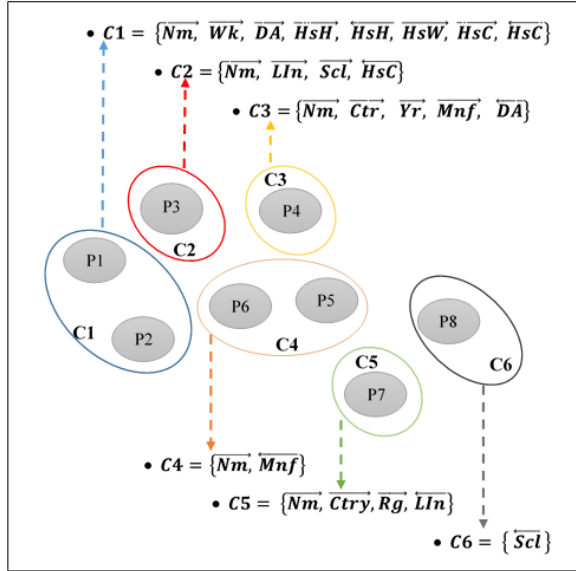 • C1 = {Nm⃗, Wk⃗, DA⃗, HsH⃗, HsH⃖, HsW⃗, HsC⃗, HsC⃖}
• C2 = {Nm⃗, LIn⃗, Scl⃗, HsC⃖}
• C3 = {Nm⃗, Ctr⃗, Yr⃗, Mnf⃗, DA⃖}
C3
P3
P4
C2
P1
P6
P5
P8
C1
P2
C4
C6
C5
P7
• C4 = {Nm⃗, Mnf⃖}
• C5 = {Nm⃗, Ctry⃗, Rg⃗, LIn⃖}
• C6 = {Scl⃖}